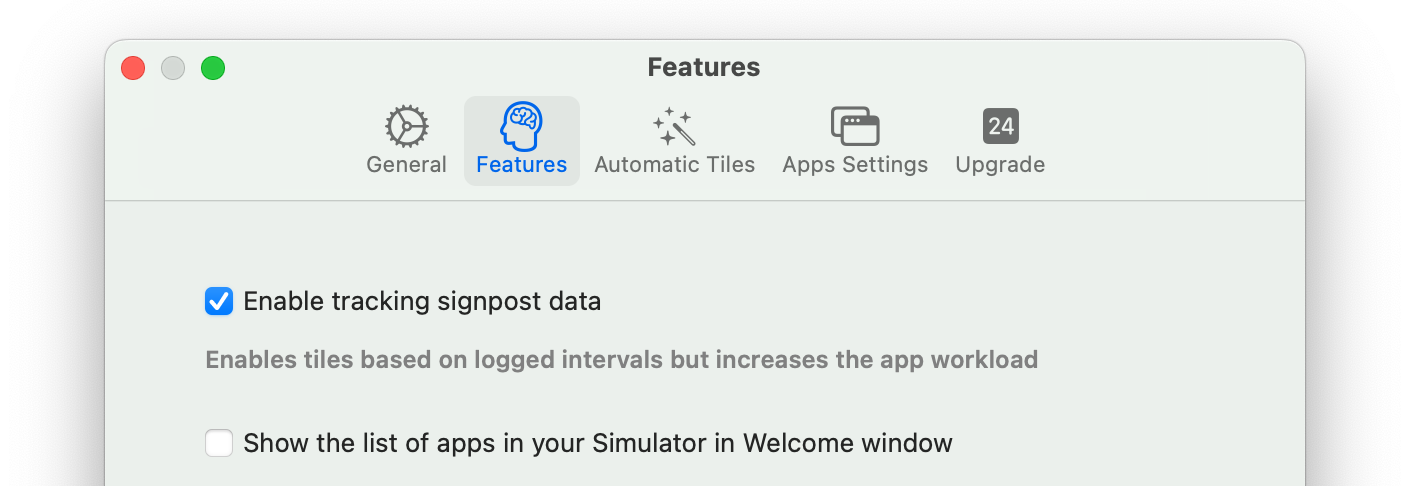 Features
24
General Features Automatic Tiles Apps Settings Upgrade
Enable tracking signpost data
Enables tiles based on logged intervals but increases the app workload
Show the list of apps in your Simulator in Welcome window